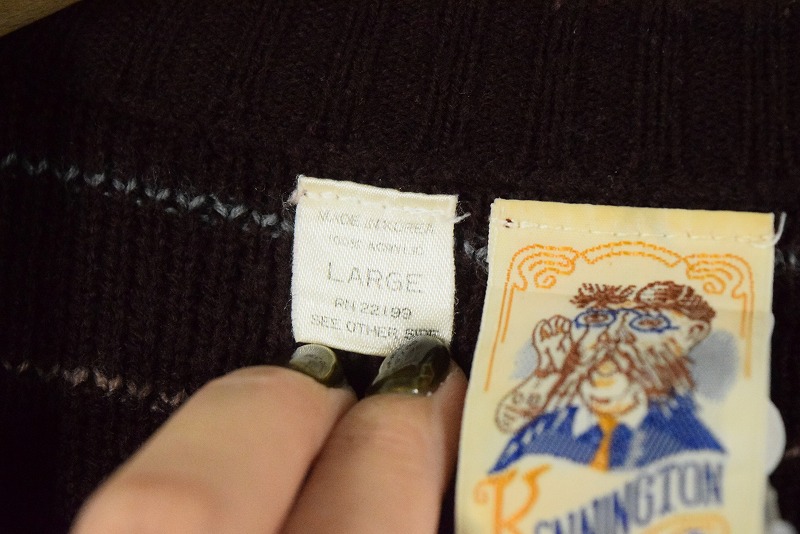 MADE IN KOREA
100% ACRYLIC
LARGE
RN 22199
SEE OTHER SIDE
KENNINGTON